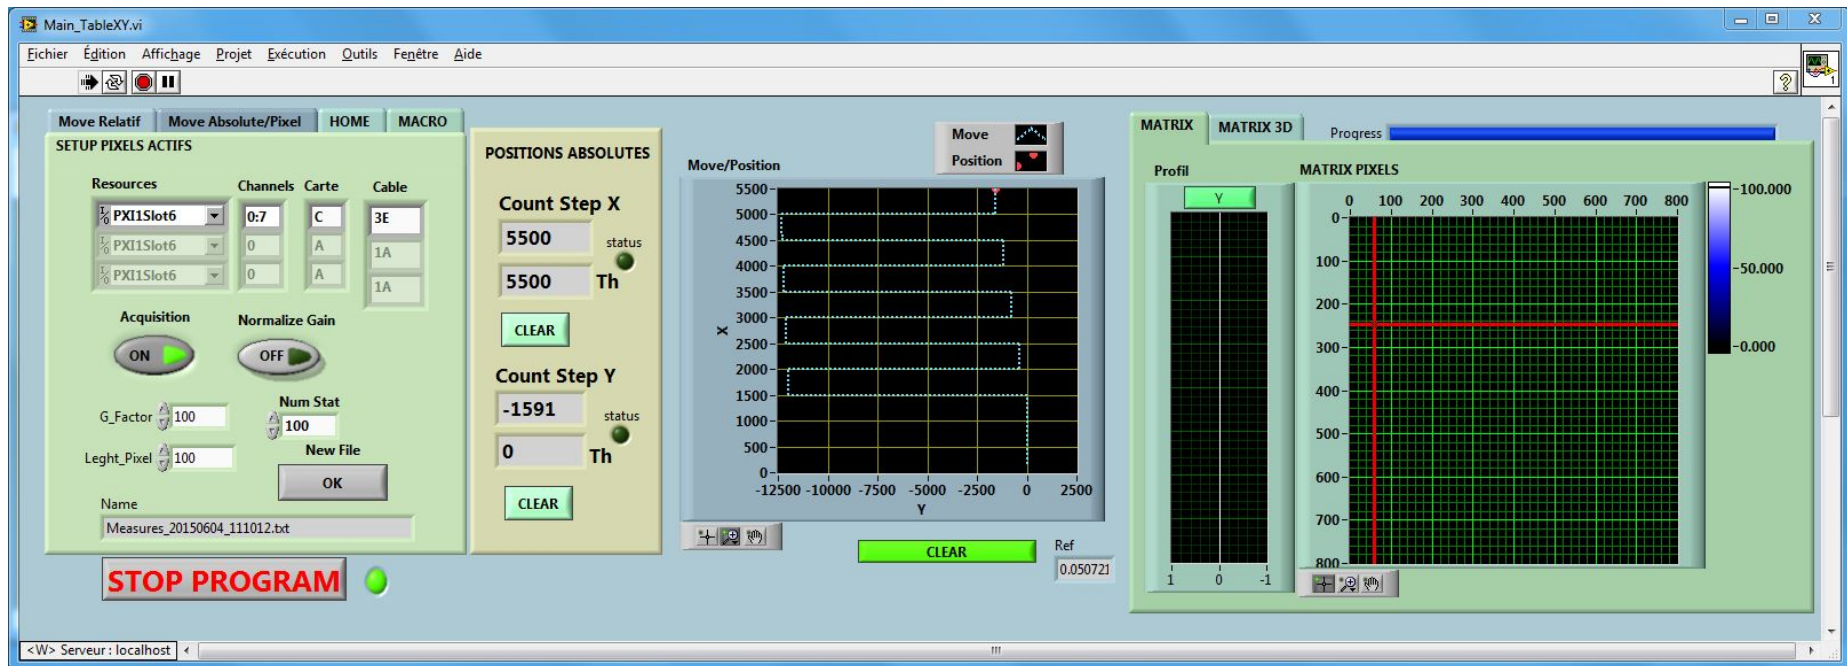 Main_TableXY.vi
Fichier Édition Affichage Projet Exécution Outils Fenêtre Aide
1
Move Relatif Move Absolute/Pixel HOME MACRO
SETUP PIXELS ACTIFS
Resources Channels Carte Cable
PXI1Slot6 0:7 C 3E
PXI1Slot6 0 A 1A
PXI1Slot6 0 A 1A
Acquisition Normalize Gain
ON OFF
G_Factor 100
Num Stat
100
Leght_Pixel 100
New File
OK
Name
Measures_20150604_111012.txt
STOP PROGRAM
POSITIONS ABSOLUTES
Count Step X
5500
status
5500 Th
CLEAR
Count Step Y
-1591
status
0 Th
CLEAR
Move
Position
Move/Position
5500
5000
4500
4000
3500
3000
2500
2000
1500
1000
500
0
X
-12500 -10000 -7500 -5000 -2500 0 2500
Y
CLEAR
Ref
0.050721
MATRIX MATRIX 3D
Progress
Profil
Y
1 0 -1
MATRIX PIXELS
0 100 200 300 400 500 600 700 800
0
100
200
300
400
500
600
700
800
100.000
50.000
0.000
<W> Serveur : localhost